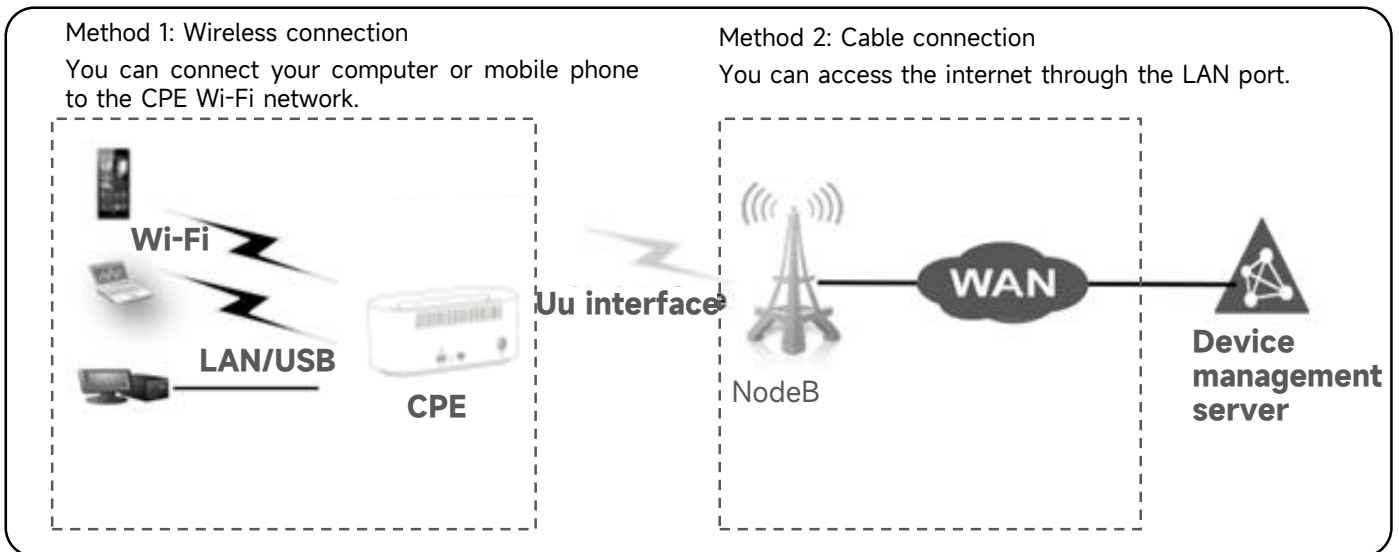 Method 1: Wireless connection
You can connect your computer or mobile phone
to the CPE Wi-Fi network.
Method 2: Cable connection
You can access the internet through the LAN port.
Wi-Fi
LAN/USB
CPE
Uu interface
NodeB
WAN
Device
management
server